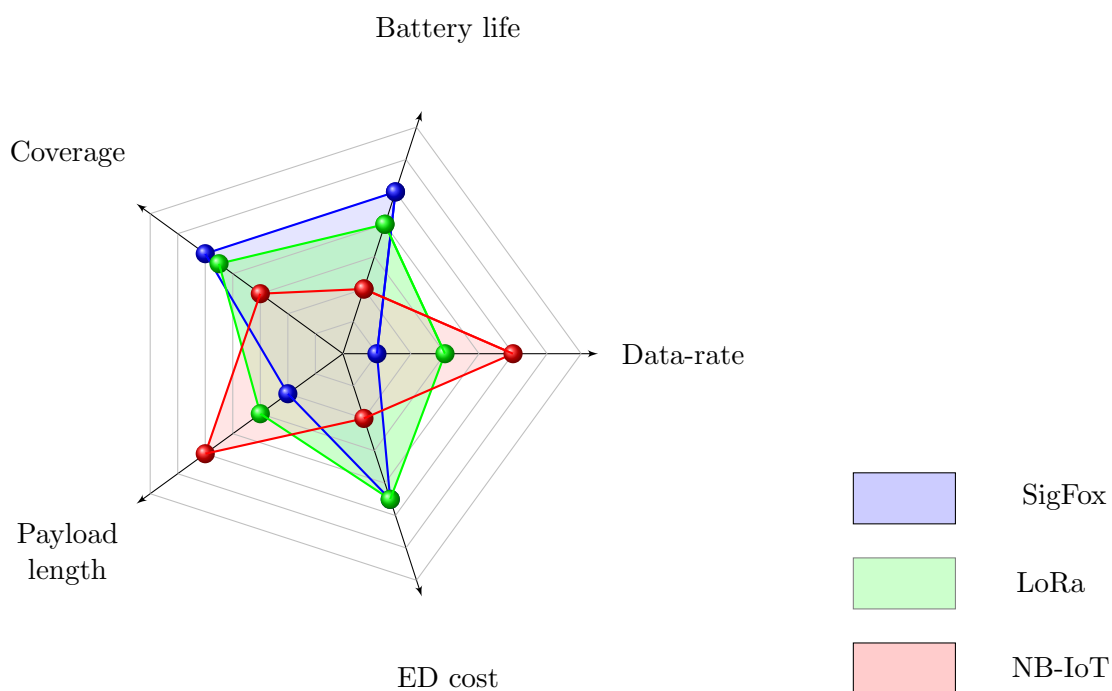 Battery life
Coverage
Data-rate
Payload
length
ED cost
SigFox
LoRa
NB-IoT